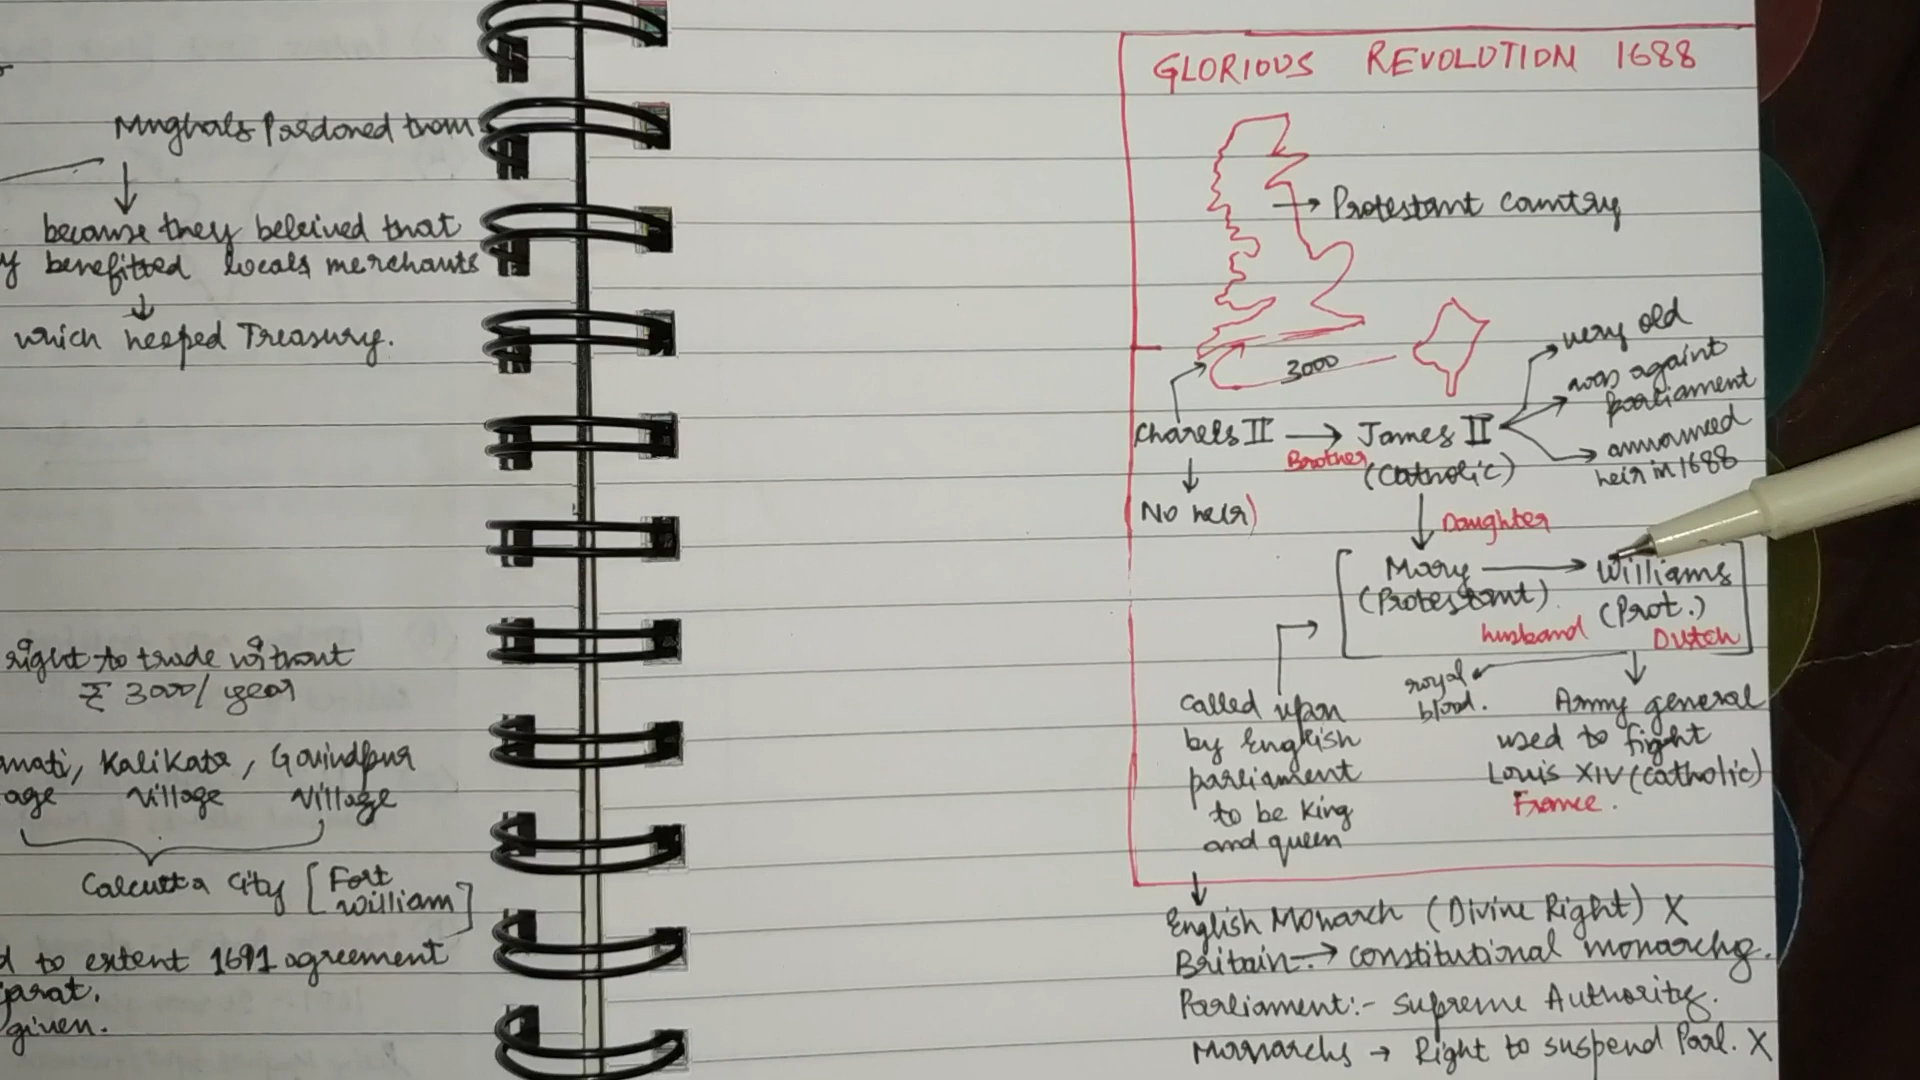 Mughals Pardoned them
because they beleived that
benefitted locals merchants
which heeped Treasury.
right to trade without
₹ 3000/ year
mati, Kalikata, Govindpur
age village village
Calcutta City [Fort William]
d to extent 1691 agreement
jarat.
given.
GLORIOUS REVOLUTION 1688
Protestant Country
3000
very old
was againt
parliament
announced
heir in 1688
Charels II → James II
Brother
(Catholic)
(No heir)
Daughter
Mary → Williams
(Protestant) (Prot.)
husband Dutch
royal
blood.
Army general
used to fight
Louis XIV (Catholic)
France.
called upon
by English
parliament
to be King
and queen
English Monarch (Divine Right) X
Britain → constitutional monarchy.
Parliament:- Supreme Authority.
Monarchs → Right to suspend Parl. X